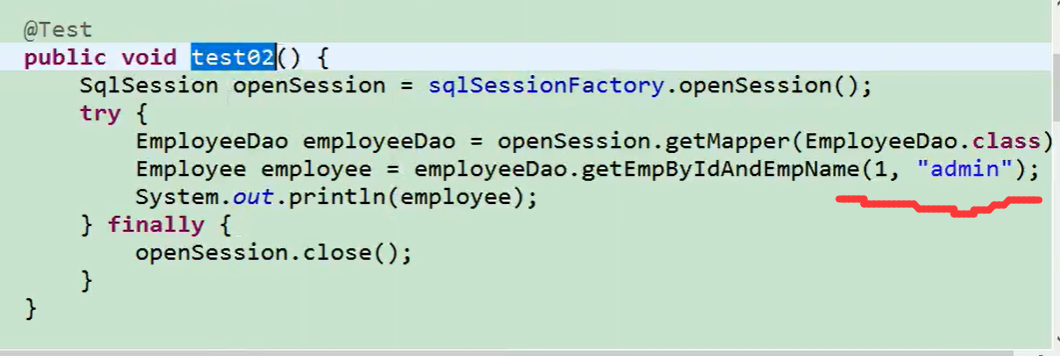 @Test
public void test02() {
SqlSession openSession = sqlSessionFactory.openSession();
try {
EmployeeDao employeeDao = openSession.getMapper(EmployeeDao.class)
Employee employee = employeeDao.getEmpByIdAndEmpName(1, "admin");
System.out.println(employee);
} finally {
openSession.close();
}
}